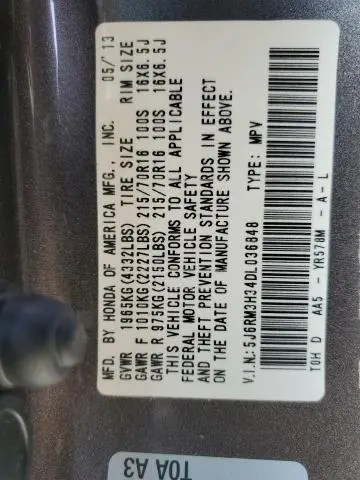 MFD. BY HONDA OF AMERICA MFG., INC. 05/13
GVWR 1965KG(4332LBS) TIRE SIZE RIM SIZE
GAWR F 1010KG(2227LBS) 215/70R16 100S 16X6.5J
GAWR R 975KG(2150LBS) 215/70R16 100S 16X6.5J
THIS VEHICLE CONFORMS TO ALL APPLICABLE
FEDERAL MOTOR VEHICLE SAFETY
AND THEFT PREVENTION STANDARDS IN EFFECT
ON THE DATE OF MANUFACTURE SHOWN ABOVE.
V.I.N.: 5J6RM3H34DL036848 TYPE: MPV
T0H D AA5 - YR578M - A - L
T0A A3